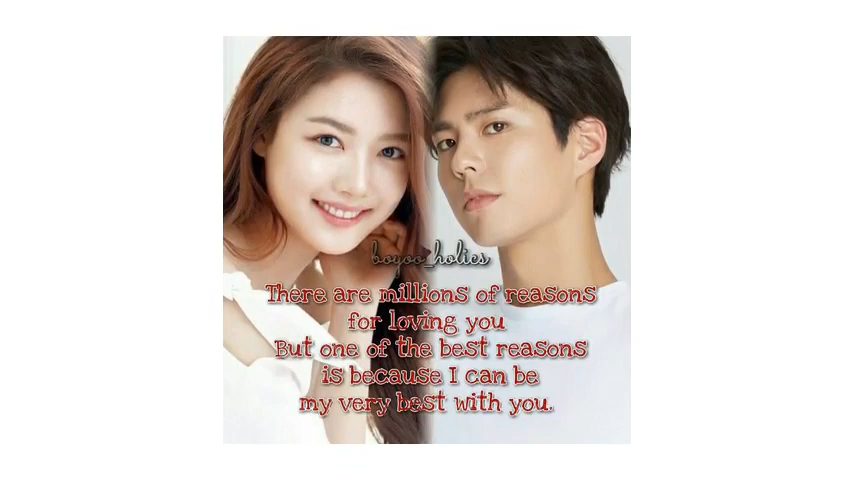 boyoo_holics
There are millions of reasons
for loving you
But one of the best reasons
is because I can be
my very best with you.